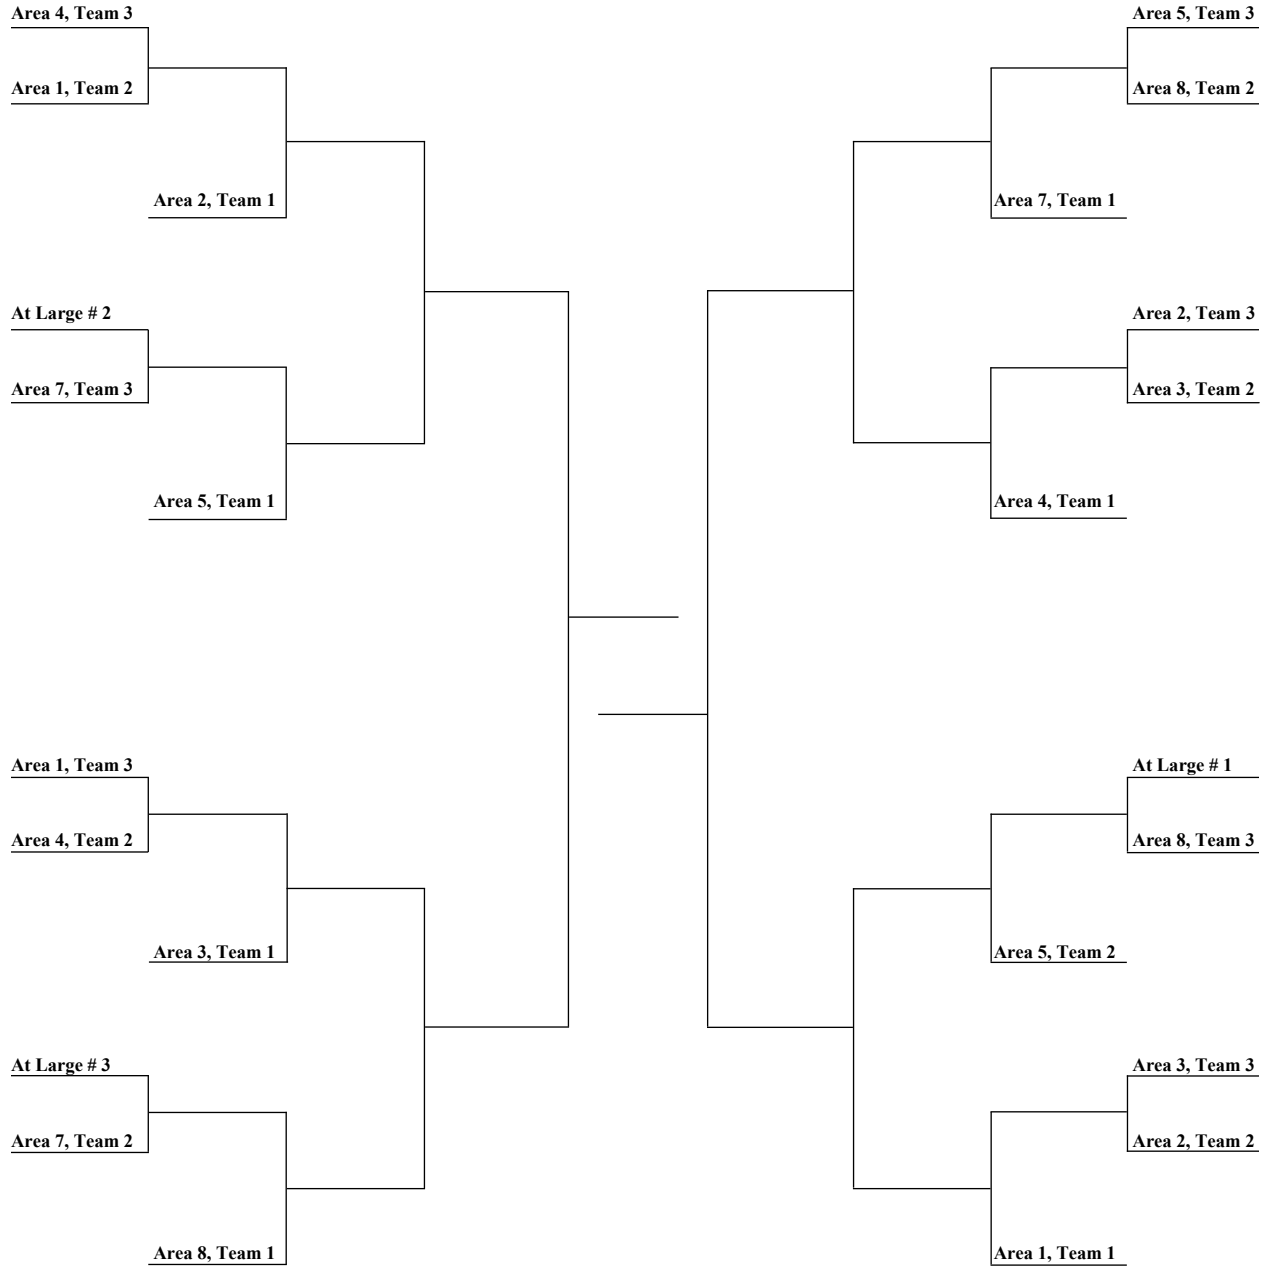 Area 4, Team 3
Area 1, Team 2
Area 2, Team 1
At Large # 2
Area 7, Team 3
Area 5, Team 1
Area 1, Team 3
Area 4, Team 2
Area 3, Team 1
At Large # 3
Area 7, Team 2
Area 8, Team 1
Area 5, Team 3
Area 8, Team 2
Area 7, Team 1
Area 2, Team 3
Area 3, Team 2
Area 4, Team 1
At Large # 1
Area 8, Team 3
Area 5, Team 2
Area 3, Team 3
Area 2, Team 2
Area 1, Team 1